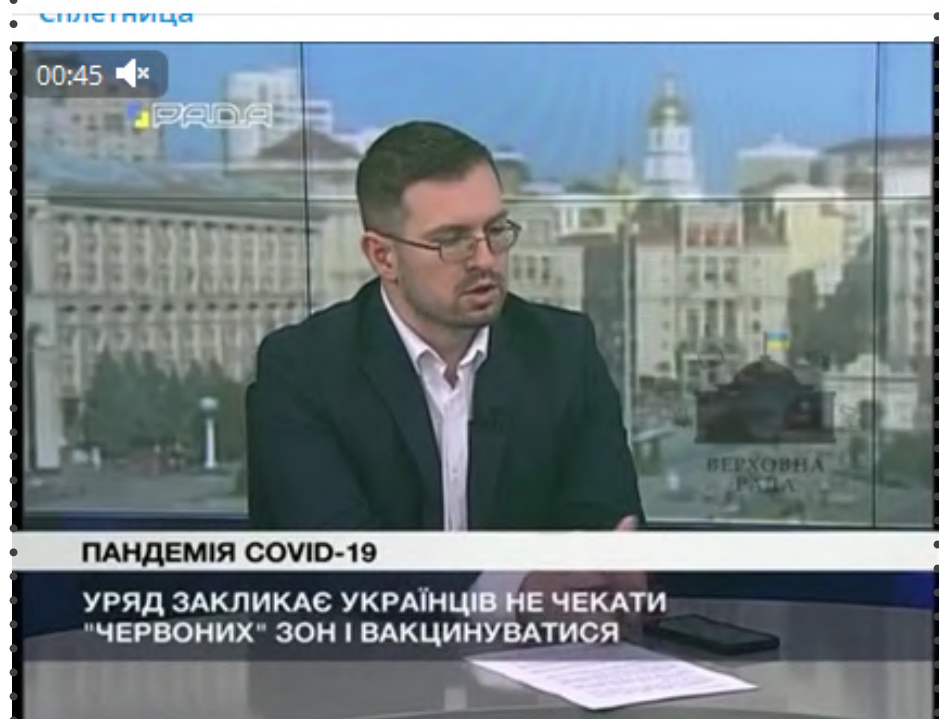 Сплетница
00:45
РАДА
ВЕРХОВНА
РАДА
ПАНДЕМІЯ COVID-19
УРЯД ЗАКЛИКАЄ УКРАЇНЦІВ НЕ ЧЕКАТИ
"ЧЕРВОНИХ" ЗОН І ВАКЦИНУВАТИСЯ